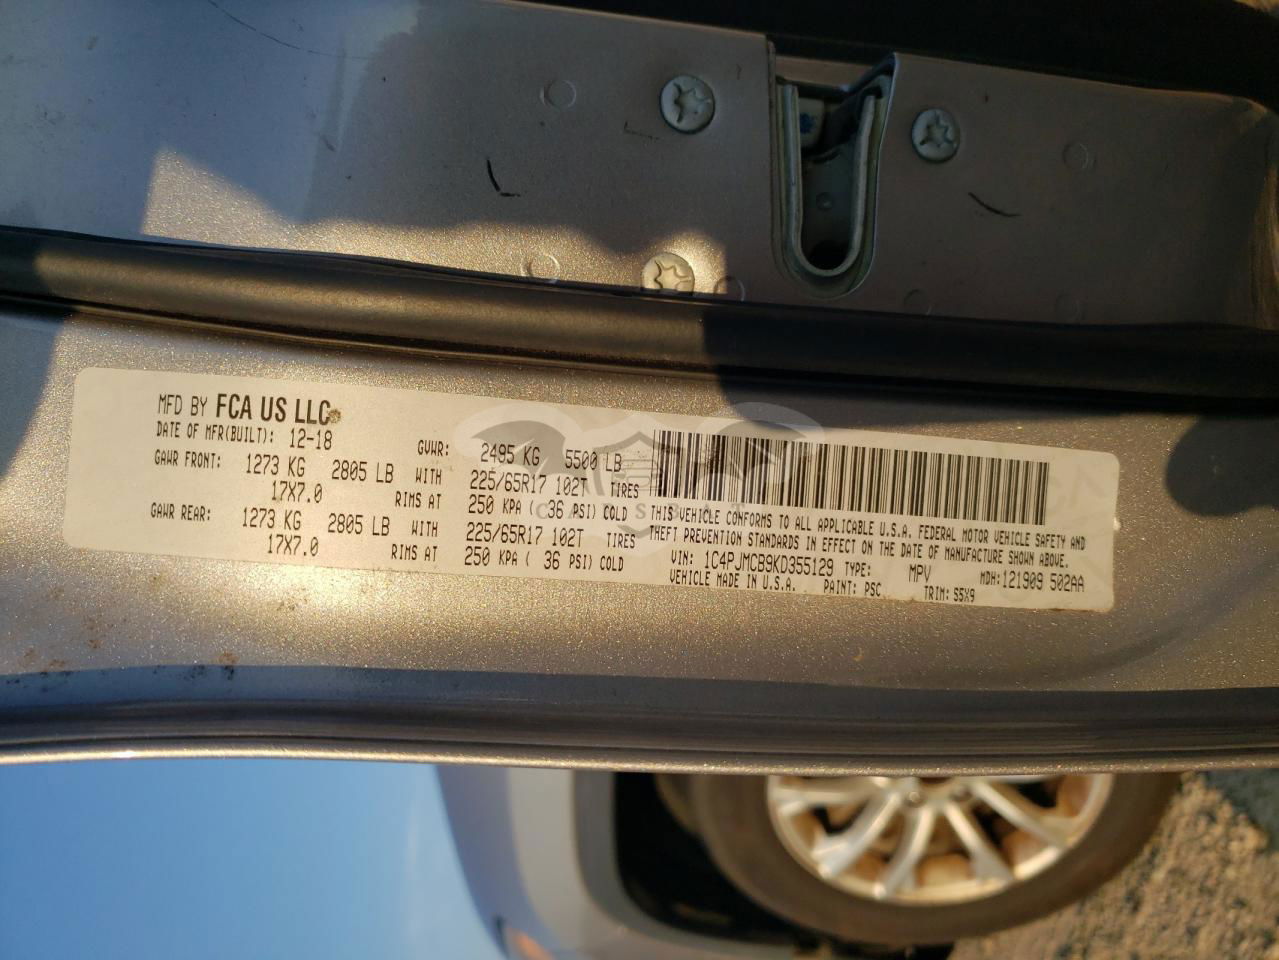 MFD BY FCA US LLC
DATE OF MFR(BUILT): 12-18 GVWR: 2495 KG 5500 LB
GAWR FRONT: 1273 KG 2805 LB WITH 225/65R17 102T TIRES
17X7.0 RIMS AT 250 KPA ( 36 PSI) COLD
GAWR REAR: 1273 KG 2805 LB WITH 225/65R17 102T TIRES
17X7.0 RIMS AT 250 KPA ( 36 PSI) COLD
THIS VEHICLE CONFORMS TO ALL APPLICABLE U.S.A. FEDERAL MOTOR VEHICLE SAFETY AND
THEFT PREVENTION STANDARDS IN EFFECT ON THE DATE OF MANUFACTURE SHOWN ABOVE.
VIN: 1C4PJMCB9KD355129 TYPE: MPV MDH:121909 502AA
VEHICLE MADE IN U.S.A. PAINT: PSC TRIM: S5X9